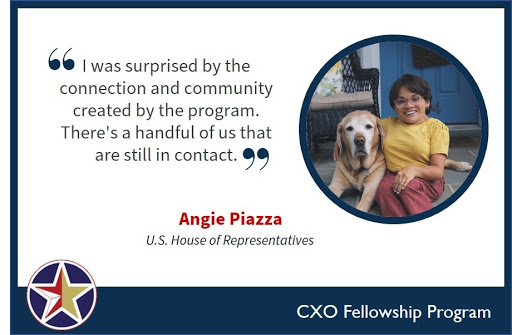 “ I was surprised by the
connection and community
created by the program.
There's a handful of us that
are still in contact. ”
Angie Piazza
U.S. House of Representatives
CXO Fellowship Program